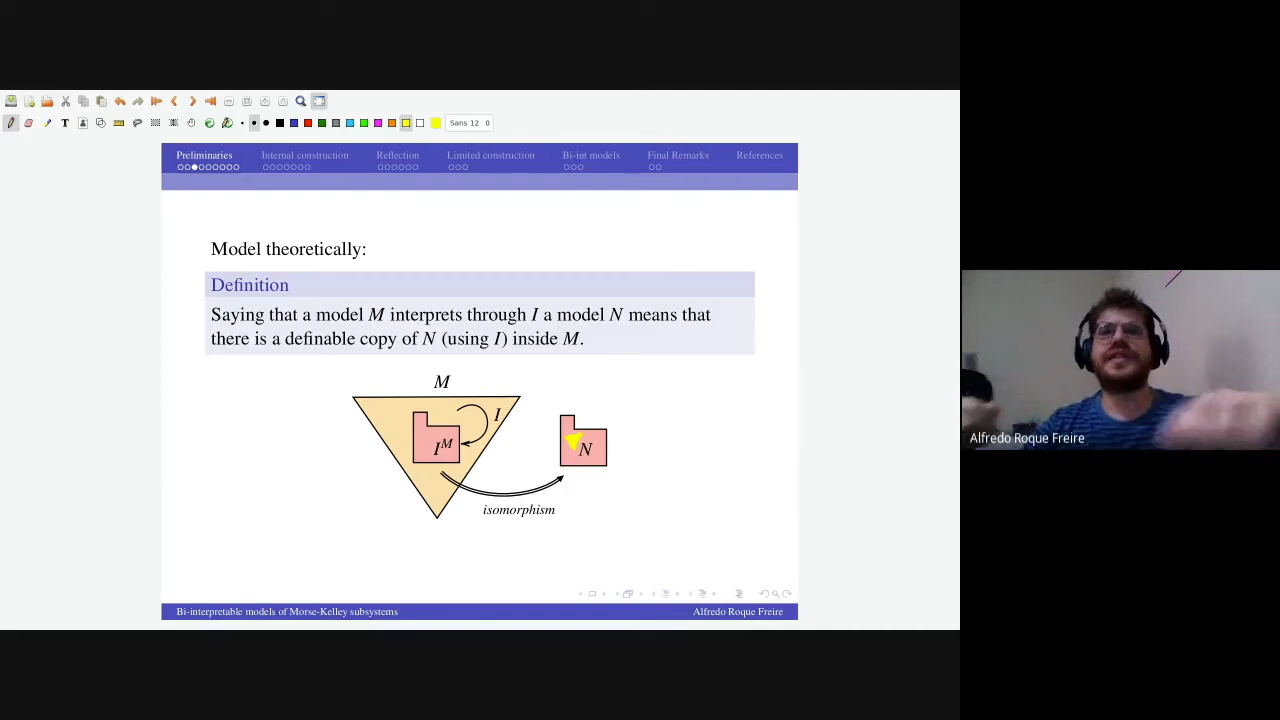 Sans 12 0
Preliminaries Internal construction Reflection Limited construction Bi-int models Final Remarks References
Model theoretically:
Definition
Saying that a model M interprets through I a model N means that
there is a definable copy of N (using I) inside M.
M
I
I^M
N
isomorphism
Bi-interpretable models of Morse-Kelley subsystems Alfredo Roque Freire
Alfredo Roque Freire